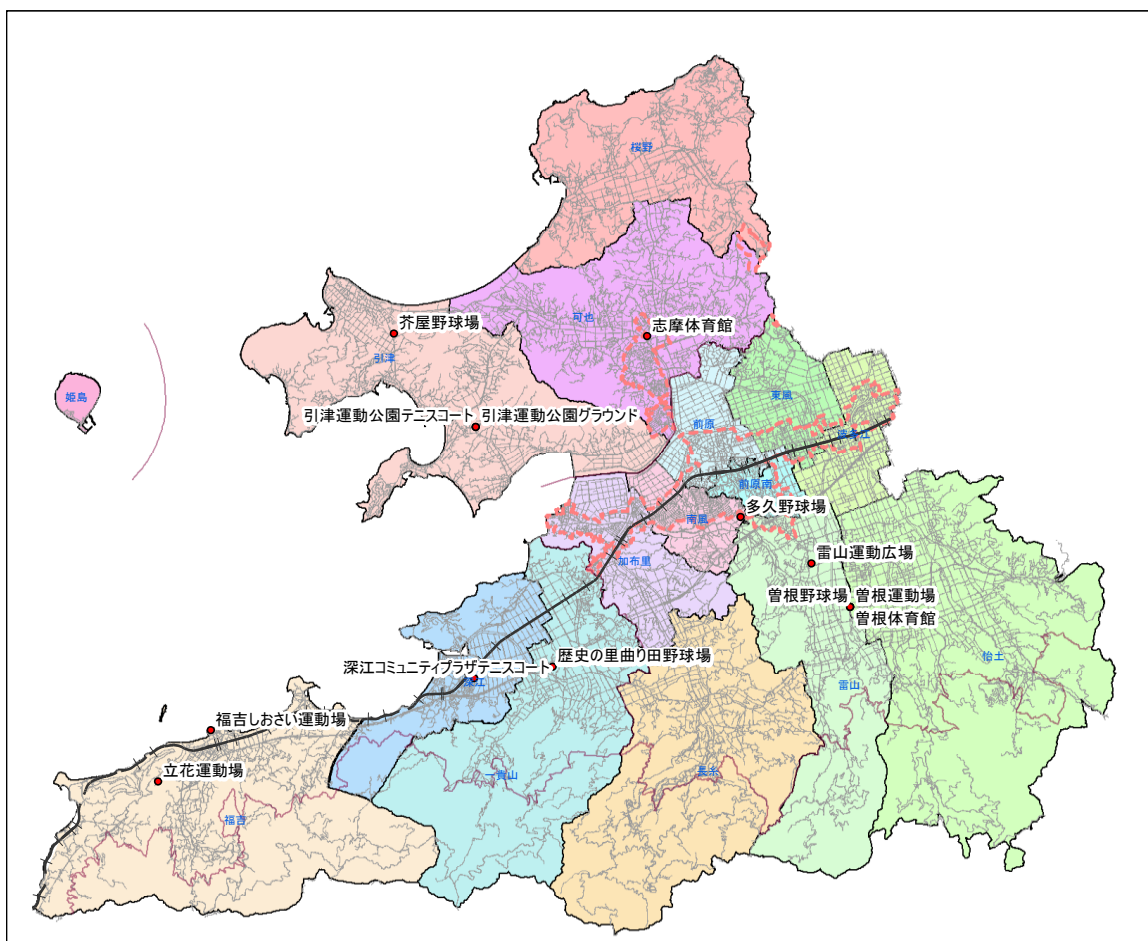 桜野
可也
志摩体育館
芥屋野球場
引津
姫島
東風
引津運動公園テニスコート
引津運動公園グラウンド
前原
前原南
多久野球場
南風
雷山運動広場
加布里
曽根野球場
曽根運動場
曽根体育館
怡土
歴史の里曲り田野球場
深江コミュニティプラザテニスコート
深江
雷山
福吉しおさい運動場
立花運動場
一貴山
長糸
福吉